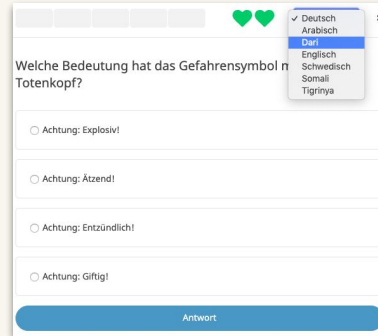 ✓ Deutsch
Arabisch
Dari
Englisch
Schwedisch
Somali
Tigrinya
Welche Bedeutung hat das Gefahrensymbol
Totenkopf?
Achtung: Explosiv!
Achtung: Ätzend!
Achtung: Entzündlich!
Achtung: Giftig!
Antwort